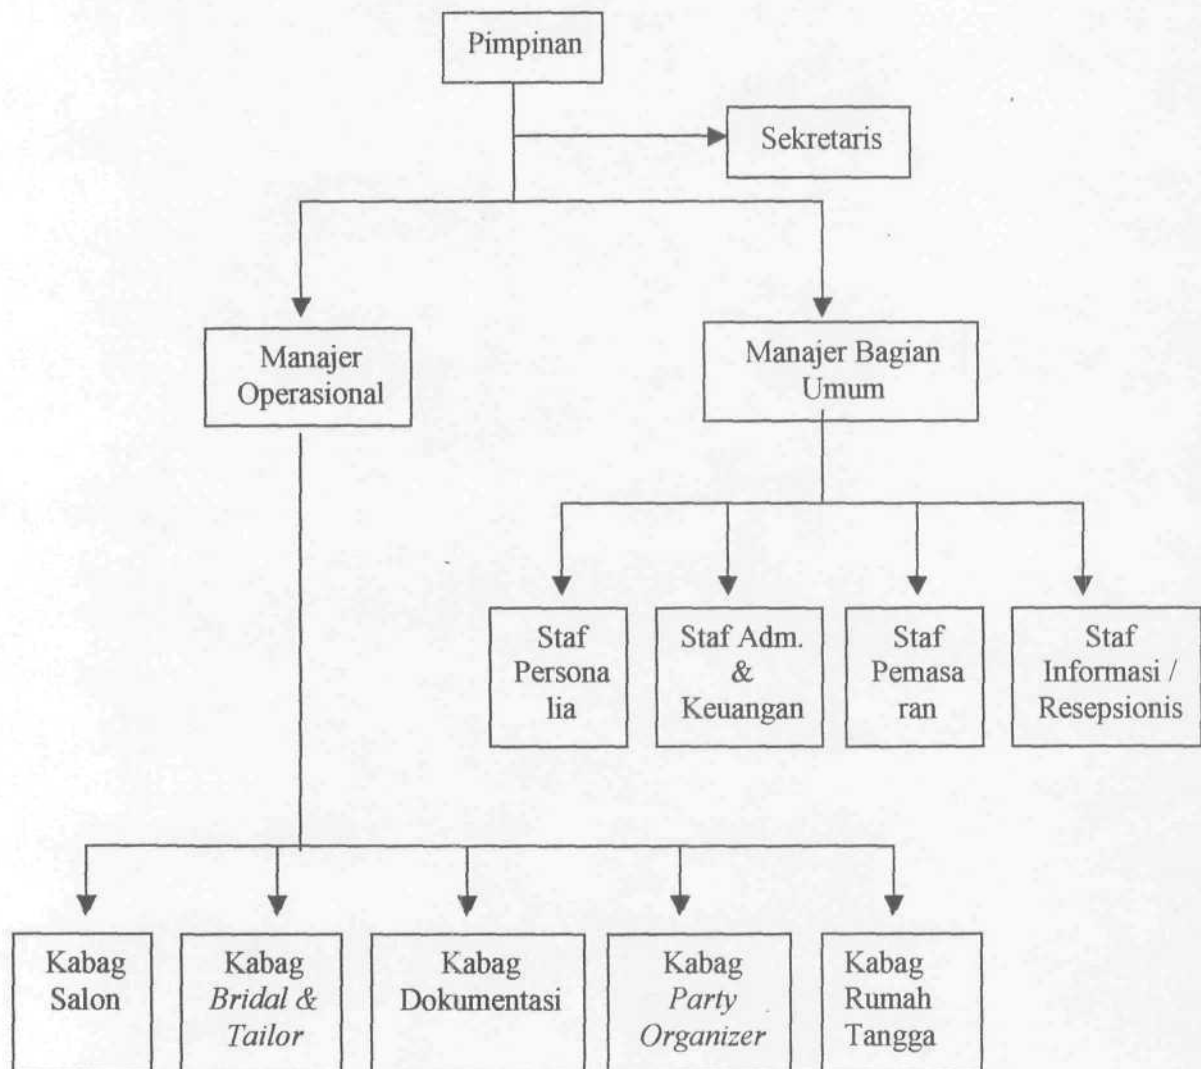 Pimpinan
Sekretaris
Manajer
Operasional
Manajer Bagian
Umum
Staf
Persona
lia
Staf Adm.
&
Keuangan
Staf
Pemasa
ran
Staf
Informasi /
Resepsionis
Kabag
Salon
Kabag
Bridal &
Tailor
Kabag
Dokumentasi
Kabag
Party
Organizer
Kabag
Rumah
Tangga